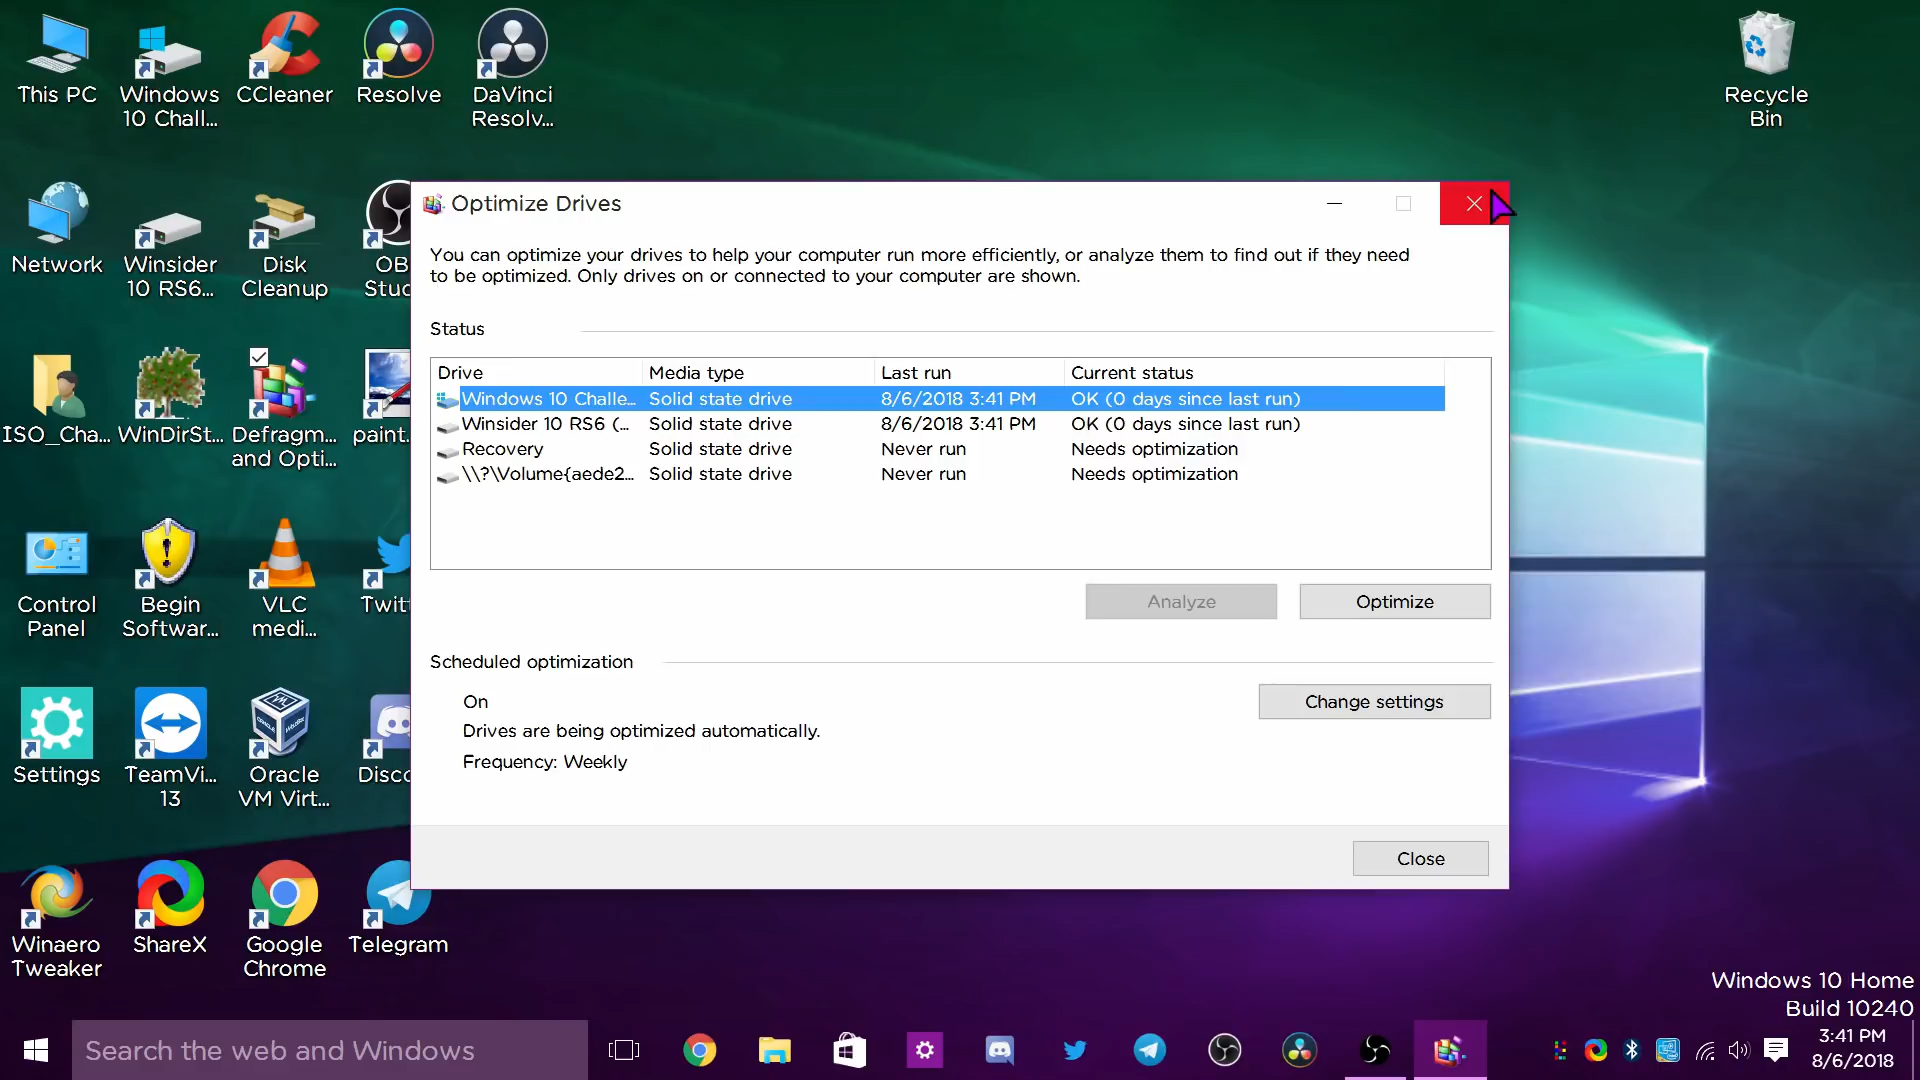 This PC
Windows
10 Chall...
CCleaner
Resolve
DaVinci
Resolv...
Recycle
Bin
Network
Winsider
10 RS6...
Disk
Cleanup
OB
Stud
ISO_Cha...
WinDirSt...
Defragm...
and Opti...
paint.
Control
Panel
Begin
Softwar...
VLC
medi...
Twitt
Settings
TeamVi...
13
Oracle
VM Virt...
Disco
Winaero
Tweaker
ShareX
Google
Chrome
Telegram
Optimize Drives
You can optimize your drives to help your computer run more efficiently, or analyze them to find out if they need
to be optimized. Only drives on or connected to your computer are shown.
Status
Drive Media type Last run Current status
Windows 10 Challe... Solid state drive 8/6/2018 3:41 PM OK (0 days since last run)
Winsider 10 RS6 (... Solid state drive 8/6/2018 3:41 PM OK (0 days since last run)
Recovery Solid state drive Never run Needs optimization
\\?\Volume{aede2... Solid state drive Never run Needs optimization
Analyze Optimize
Scheduled optimization
On
Change settings
Drives are being optimized automatically.
Frequency: Weekly
Close
Windows 10 Home
Build 10240
Search the web and Windows
3:41 PM
8/6/2018